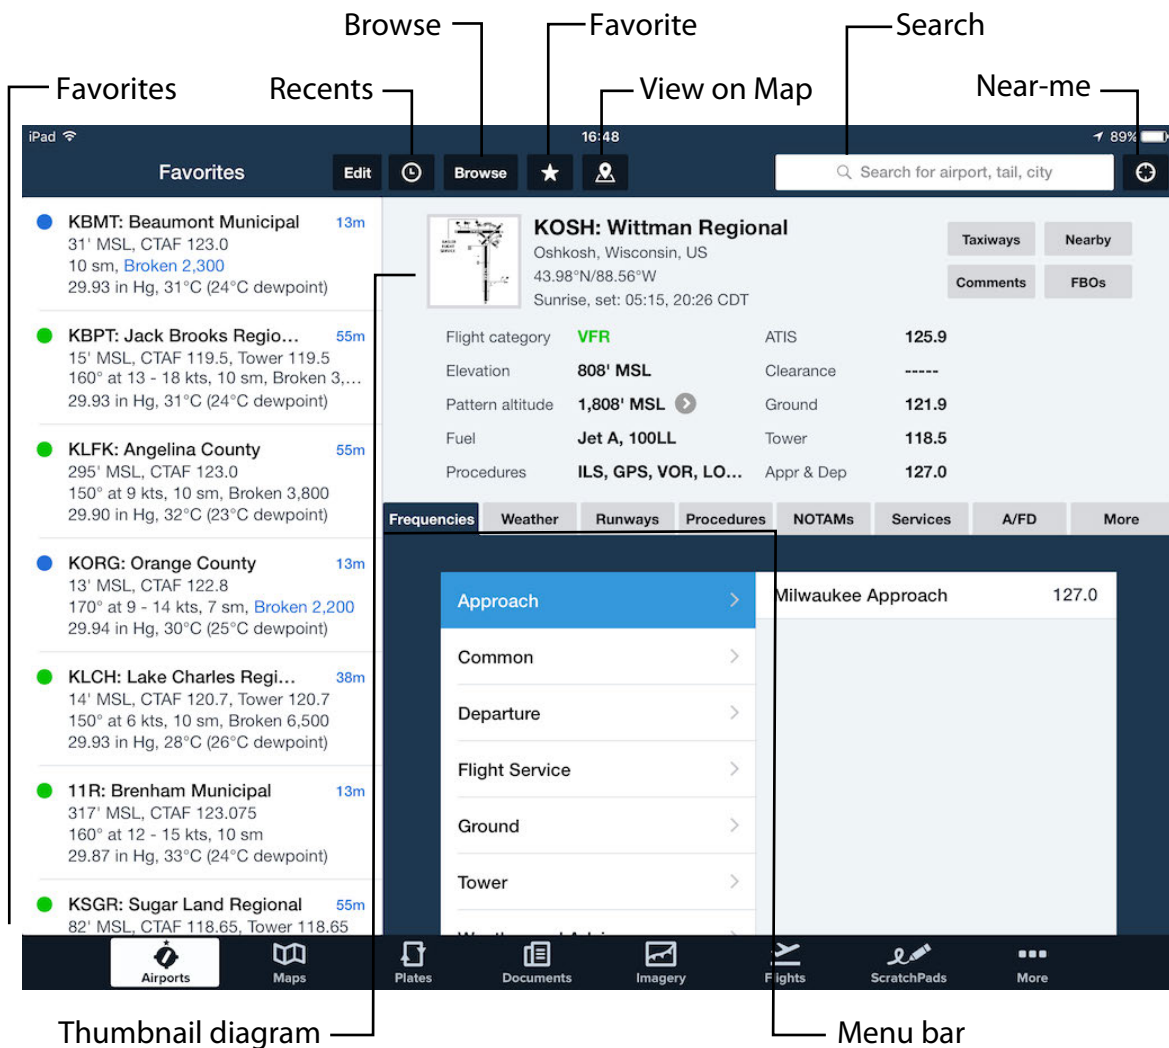 Browse
Favorite
Search
Favorites
Recents
View on Map
Near-me
iPad
16:48
89%
Favorites
Edit
Browse
Search for airport, tail, city
KBMT: Beaumont Municipal 13m
31' MSL, CTAF 123.0
10 sm, Broken 2,300
29.93 in Hg, 31°C (24°C dewpoint)
KBPT: Jack Brooks Regio... 55m
15' MSL, CTAF 119.5, Tower 119.5
160° at 13 - 18 kts, 10 sm, Broken 3,...
29.93 in Hg, 31°C (24°C dewpoint)
KLFK: Angelina County 55m
295' MSL, CTAF 123.0
150° at 9 kts, 10 sm, Broken 3,800
29.90 in Hg, 32°C (23°C dewpoint)
KORG: Orange County 13m
13' MSL, CTAF 122.8
170° at 9 - 14 kts, 7 sm, Broken 2,200
29.94 in Hg, 30°C (25°C dewpoint)
KLCH: Lake Charles Regi... 38m
14' MSL, CTAF 120.7, Tower 120.7
150° at 6 kts, 10 sm, Broken 6,500
29.93 in Hg, 28°C (26°C dewpoint)
11R: Brenham Municipal 13m
317' MSL, CTAF 123.075
160° at 12 - 15 kts, 10 sm
29.87 in Hg, 33°C (24°C dewpoint)
KSGR: Sugar Land Regional 55m
82' MSL, CTAF 118.65, Tower 118.65
KOSH: Wittman Regional
Oshkosh, Wisconsin, US
43.98°N/88.56°W
Sunrise, set: 05:15, 20:26 CDT
Taxiways Nearby
Comments FBOs
Flight category VFR ATIS 125.9
Elevation 808' MSL Clearance -----
Pattern altitude 1,808' MSL Ground 121.9
Fuel Jet A, 100LL Tower 118.5
Procedures ILS, GPS, VOR, LO... Appr & Dep 127.0
Frequencies Weather Runways Procedures NOTAMs Services A/FD More
Approach
Milwaukee Approach 127.0
Common
Departure
Flight Service
Ground
Tower
Airports Maps Plates Documents Imagery Flights ScratchPads More
Thumbnail diagram
Menu bar